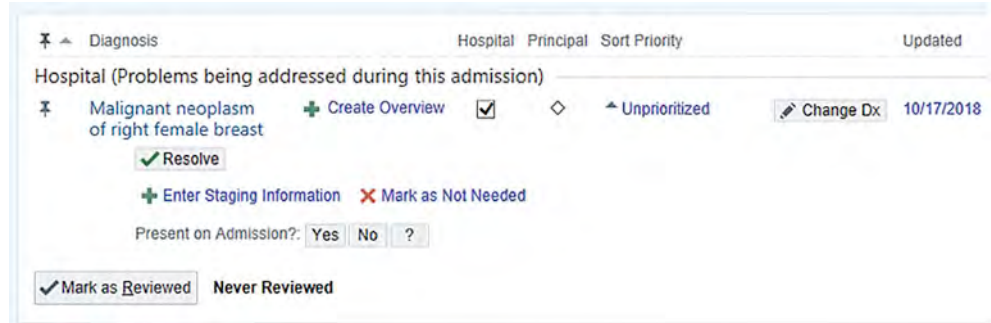 Diagnosis Hospital Principal Sort Priority Updated
Hospital (Problems being addressed during this admission)
Malignant neoplasm Create Overview Unprioritized Change Dx 10/17/2018
of right female breast
Resolve
Enter Staging Information Mark as Not Needed
Present on Admission?: Yes No ?
Mark as Reviewed Never Reviewed